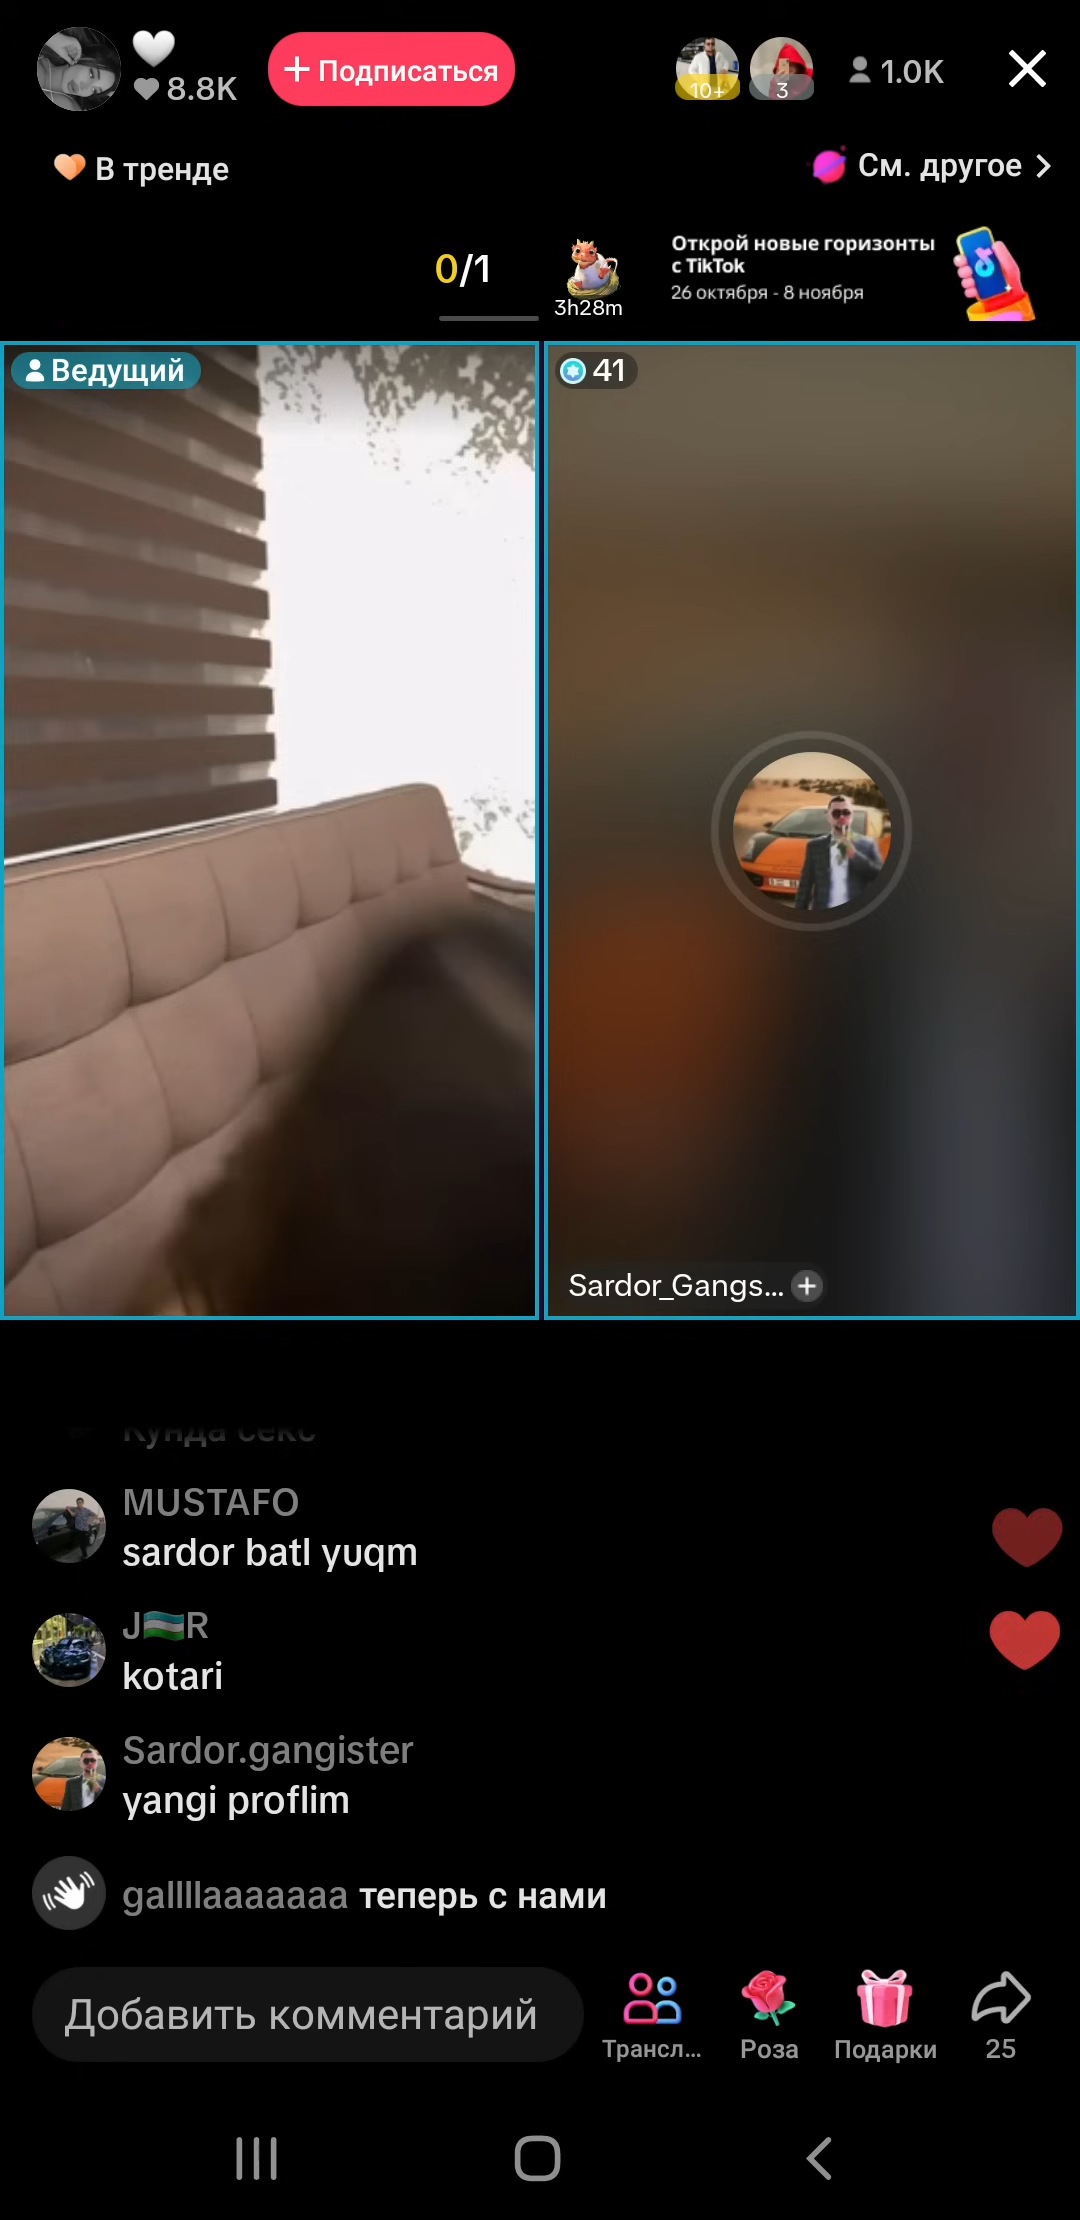 🤍
8.8K
+ Подписаться
10+
3
1.0K
В тренде
См. другое
0/1
3h28m
Открой новые горизонты
с TikTok
26 октября - 8 ноября
Ведущий
41
Sardor_Gangs...
Кунда секс
MUSTAFO
sardor batl yuqm
J🇺🇿R
kotari
Sardor.gangister
yangi proflim
gallllaaaaaaa теперь с нами
Добавить комментарий
Трансл...
Роза
Подарки
25